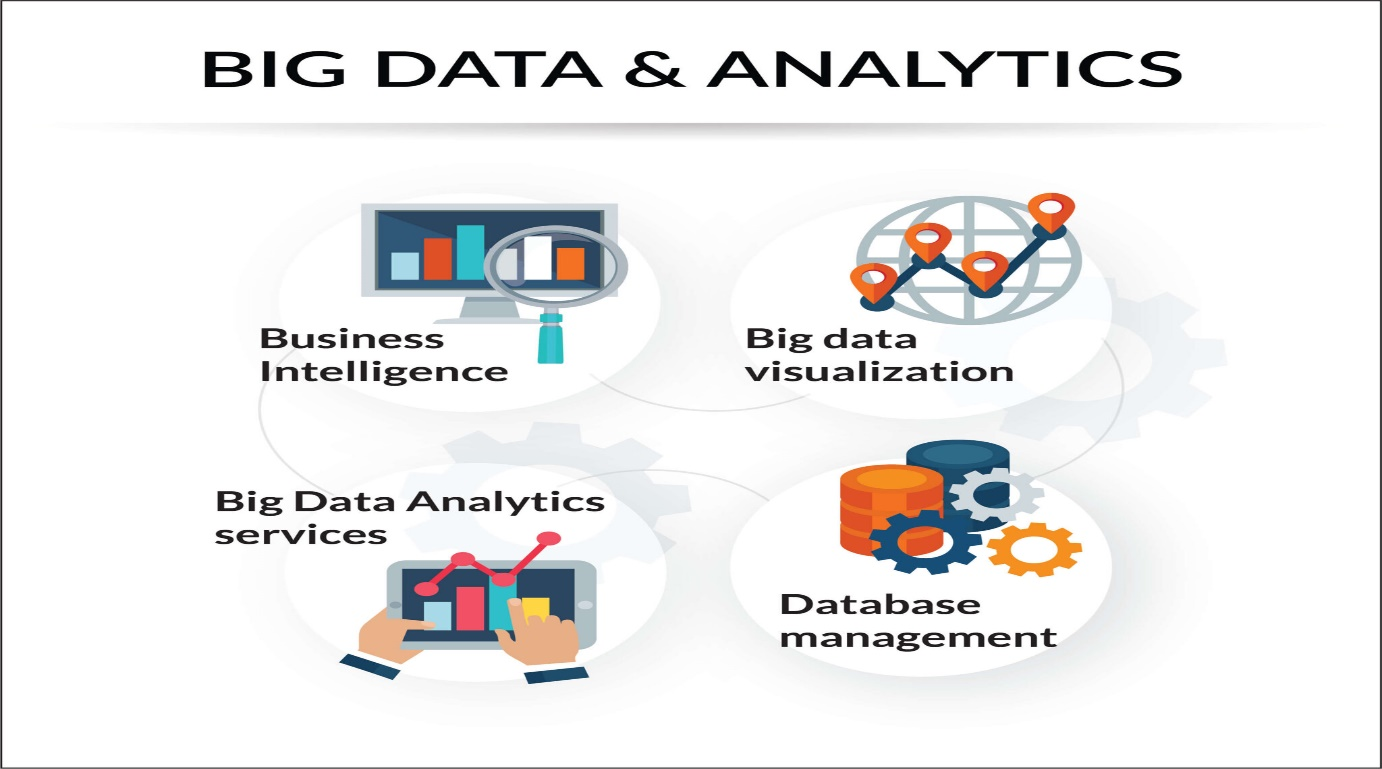 BIG DATA & ANALYTICS
Business
Intelligence
Big data
visualization
Big Data Analytics
services
Database
management